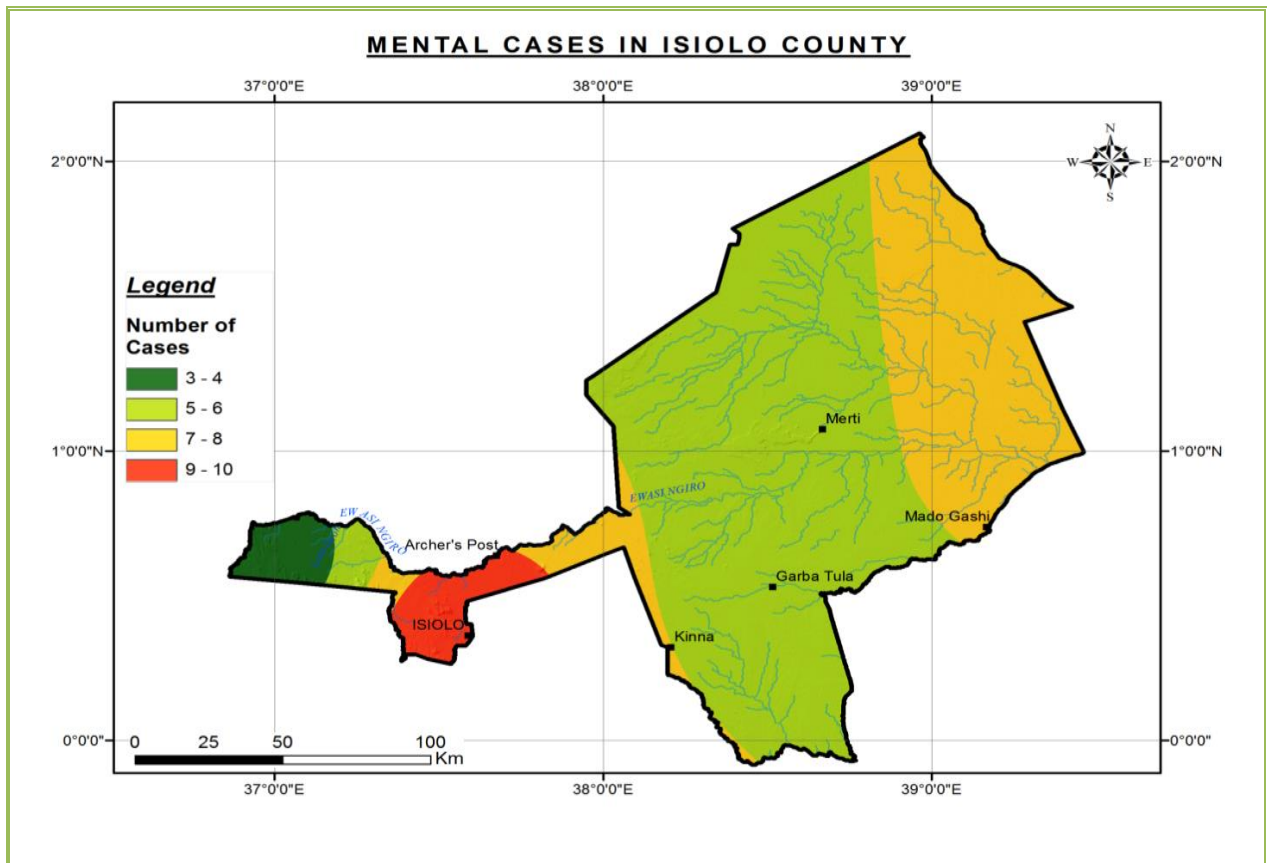 MENTAL CASES IN ISIOLO COUNTY
37°0'0"E 38°0'0"E 39°0'0"E
N
W E
S
2°0'0"N 2°0'0"N
Legend
Number of
Cases
3 - 4
5 - 6
7 - 8
9 - 10
Merti
1°0'0"N 1°0'0"N
EWASI NGIRO
EWASI NGIRO
Mado Gashi
Archer's Post
Garba Tula
ISIOLO
Kinna
0°0'0" 0°0'0"
0 25 50 100
Km
37°0'0"E 38°0'0"E 39°0'0"E